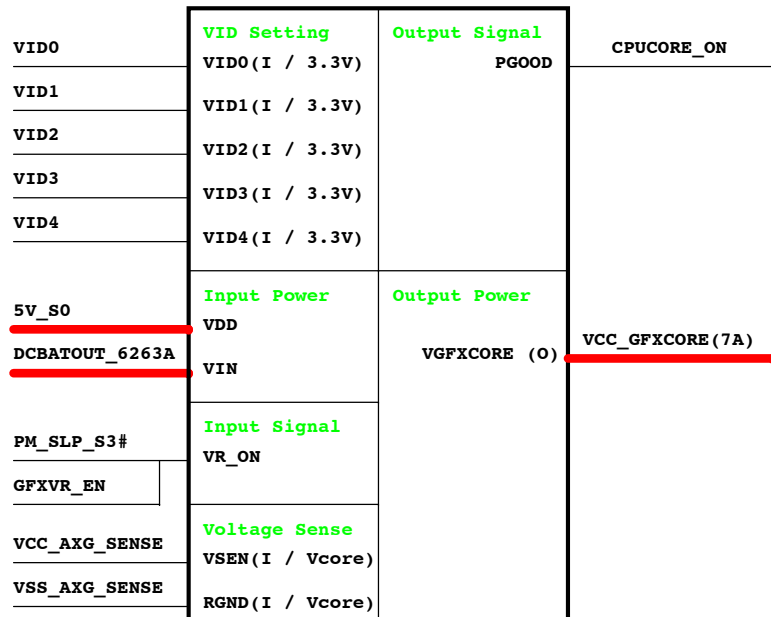 VID0
VID1
VID2
VID3
VID4
5V_S0
DCBATOUT_6263A
PM_SLP_S3#
GFXVR_EN
VCC_AXG_SENSE
VSS_AXG_SENSE
VID Setting
VID0(I / 3.3V)
VID1(I / 3.3V)
VID2(I / 3.3V)
VID3(I / 3.3V)
VID4(I / 3.3V)
Input Power
VDD
VIN
Input Signal
VR_ON
Voltage Sense
VSEN(I / Vcore)
RGND(I / Vcore)
Output Signal
PGOOD
Output Power
VGFXCORE (O)
CPUCORE_ON
VCC_GFXCORE(7A)